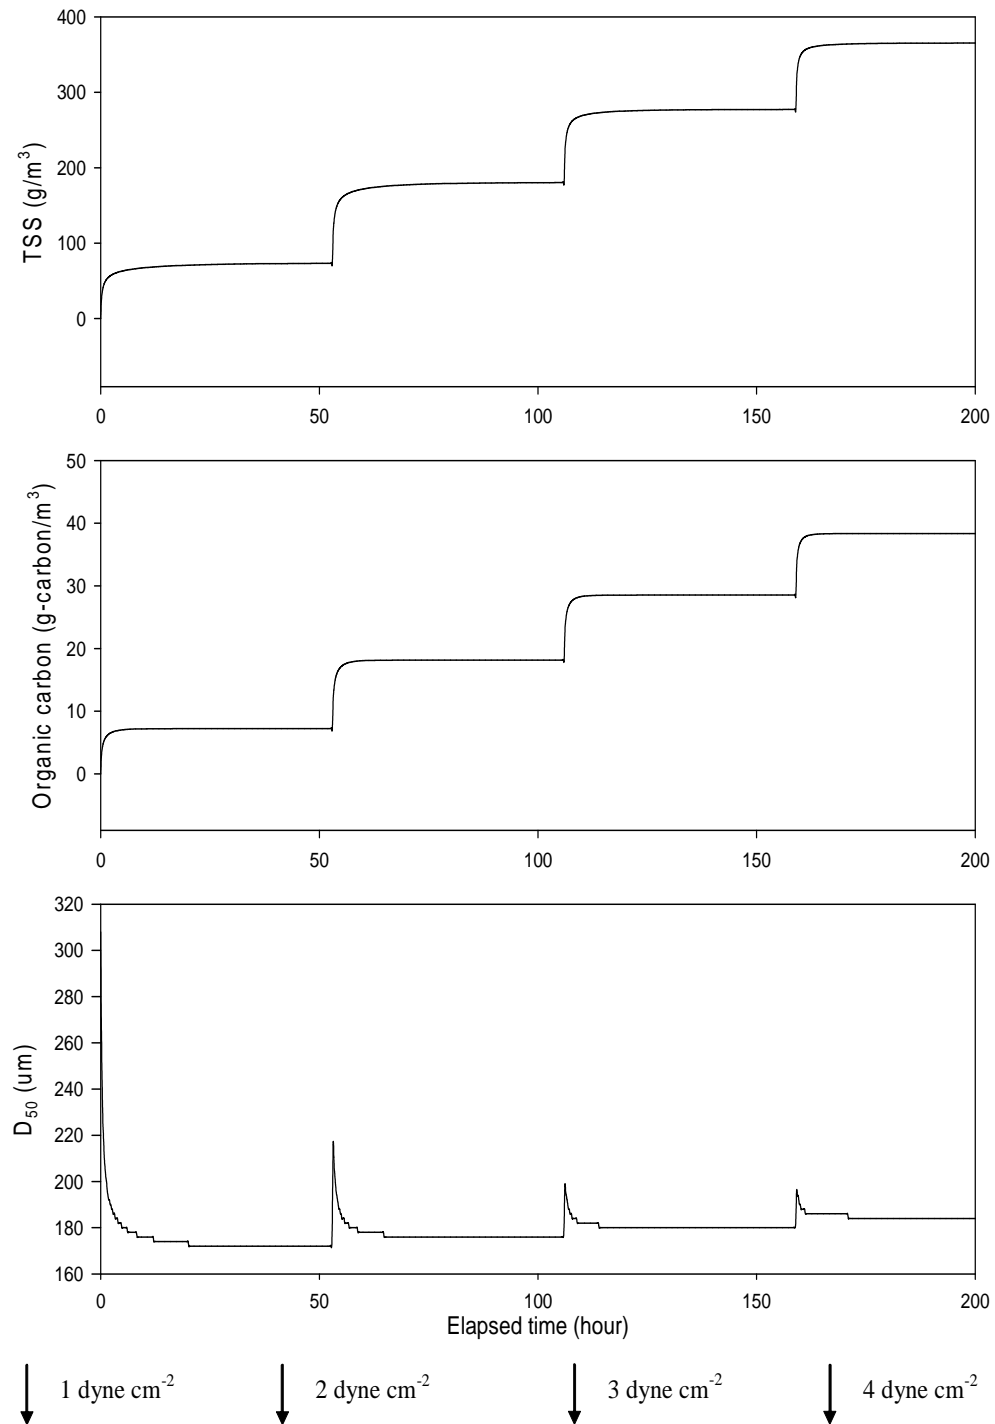 400
300
200
100
0
TSS (g/m³)
0 50 100 150 200
50
40
30
20
10
0
Organic carbon (g-carbon/m³)
0 50 100 150 200
320
300
280
260
240
220
200
180
160
D₅₀ (um)
0 50 100 150 200
Elapsed time (hour)
1 dyne cm⁻² 2 dyne cm⁻² 3 dyne cm⁻² 4 dyne cm⁻²